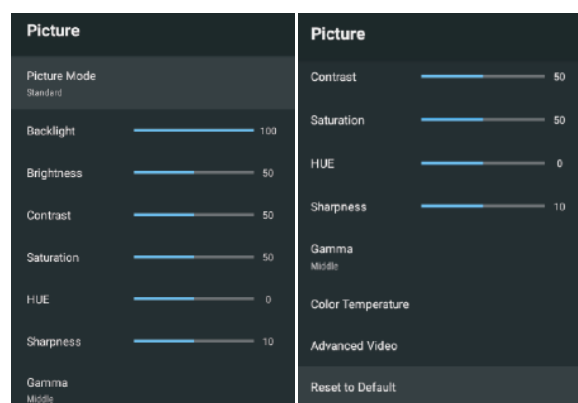 Picture
Picture Mode
Standard
Backlight 100
Brightness 50
Contrast 50
Saturation 50
HUE 0
Sharpness 10
Gamma
Middle
Picture
Contrast 50
Saturation 50
HUE 0
Sharpness 10
Gamma
Middle
Color Temperature
Advanced Video
Reset to Default